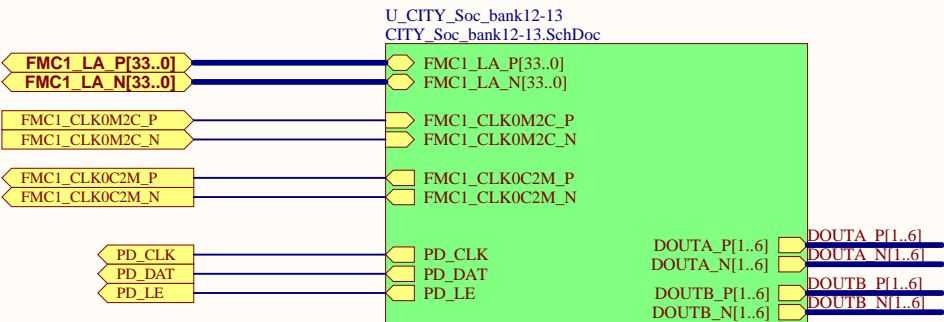 U_CITY_Soc_bank12-13
CITY_Soc_bank12-13.SchDoc
FMC1_LA_P[33..0] FMC1_LA_P[33..0]
FMC1_LA_N[33..0] FMC1_LA_N[33..0]
FMC1_CLK0M2C_P FMC1_CLK0M2C_P
FMC1_CLK0M2C_N FMC1_CLK0M2C_N
FMC1_CLK0C2M_P FMC1_CLK0C2M_P
FMC1_CLK0C2M_N FMC1_CLK0C2M_N
DOUTA_P[1..6] DOUTA_P[1..6]
PD_CLK PD_CLK
DOUTA_N[1..6] DOUTA_N[1..6]
PD_DAT PD_DAT
DOUTB_P[1..6] DOUTB_P[1..6]
PD_LE PD_LE
DOUTB_N[1..6] DOUTB_N[1..6]